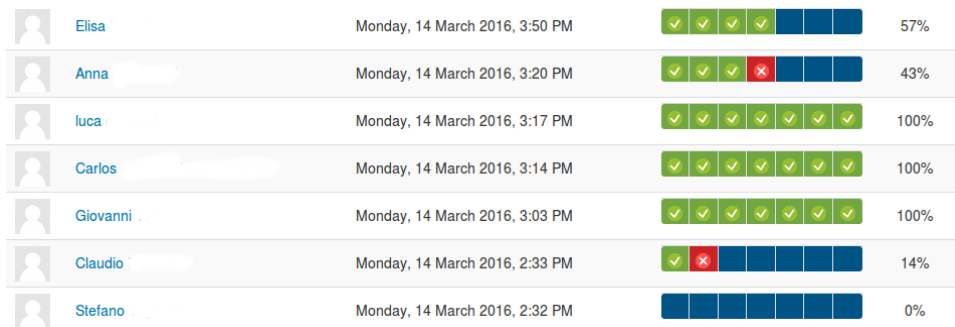 Elisa Monday, 14 March 2016, 3:50 PM 57%
Anna Monday, 14 March 2016, 3:20 PM 43%
luca Monday, 14 March 2016, 3:17 PM 100%
Carlos Monday, 14 March 2016, 3:14 PM 100%
Giovanni Monday, 14 March 2016, 3:03 PM 100%
Claudio Monday, 14 March 2016, 2:33 PM 14%
Stefano Monday, 14 March 2016, 2:32 PM 0%